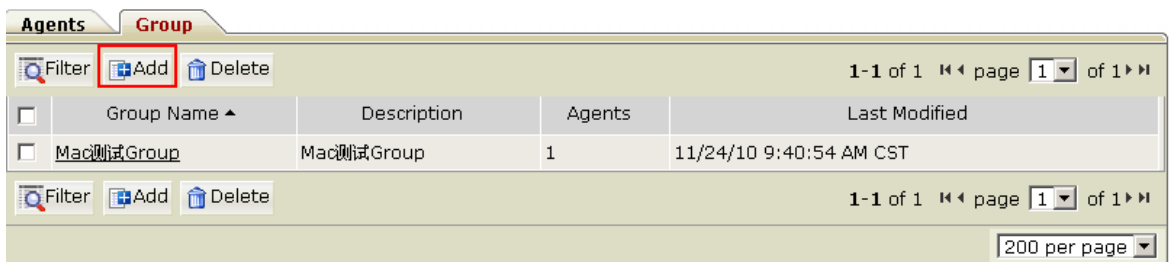 Agents Group
Filter Add Delete 1-1 of 1 page 1 of 1
Group Name Description Agents Last Modified
Mac测试Group Mac测试Group 1 11/24/10 9:40:54 AM CST
Filter Add Delete 1-1 of 1 page 1 of 1
200 per page